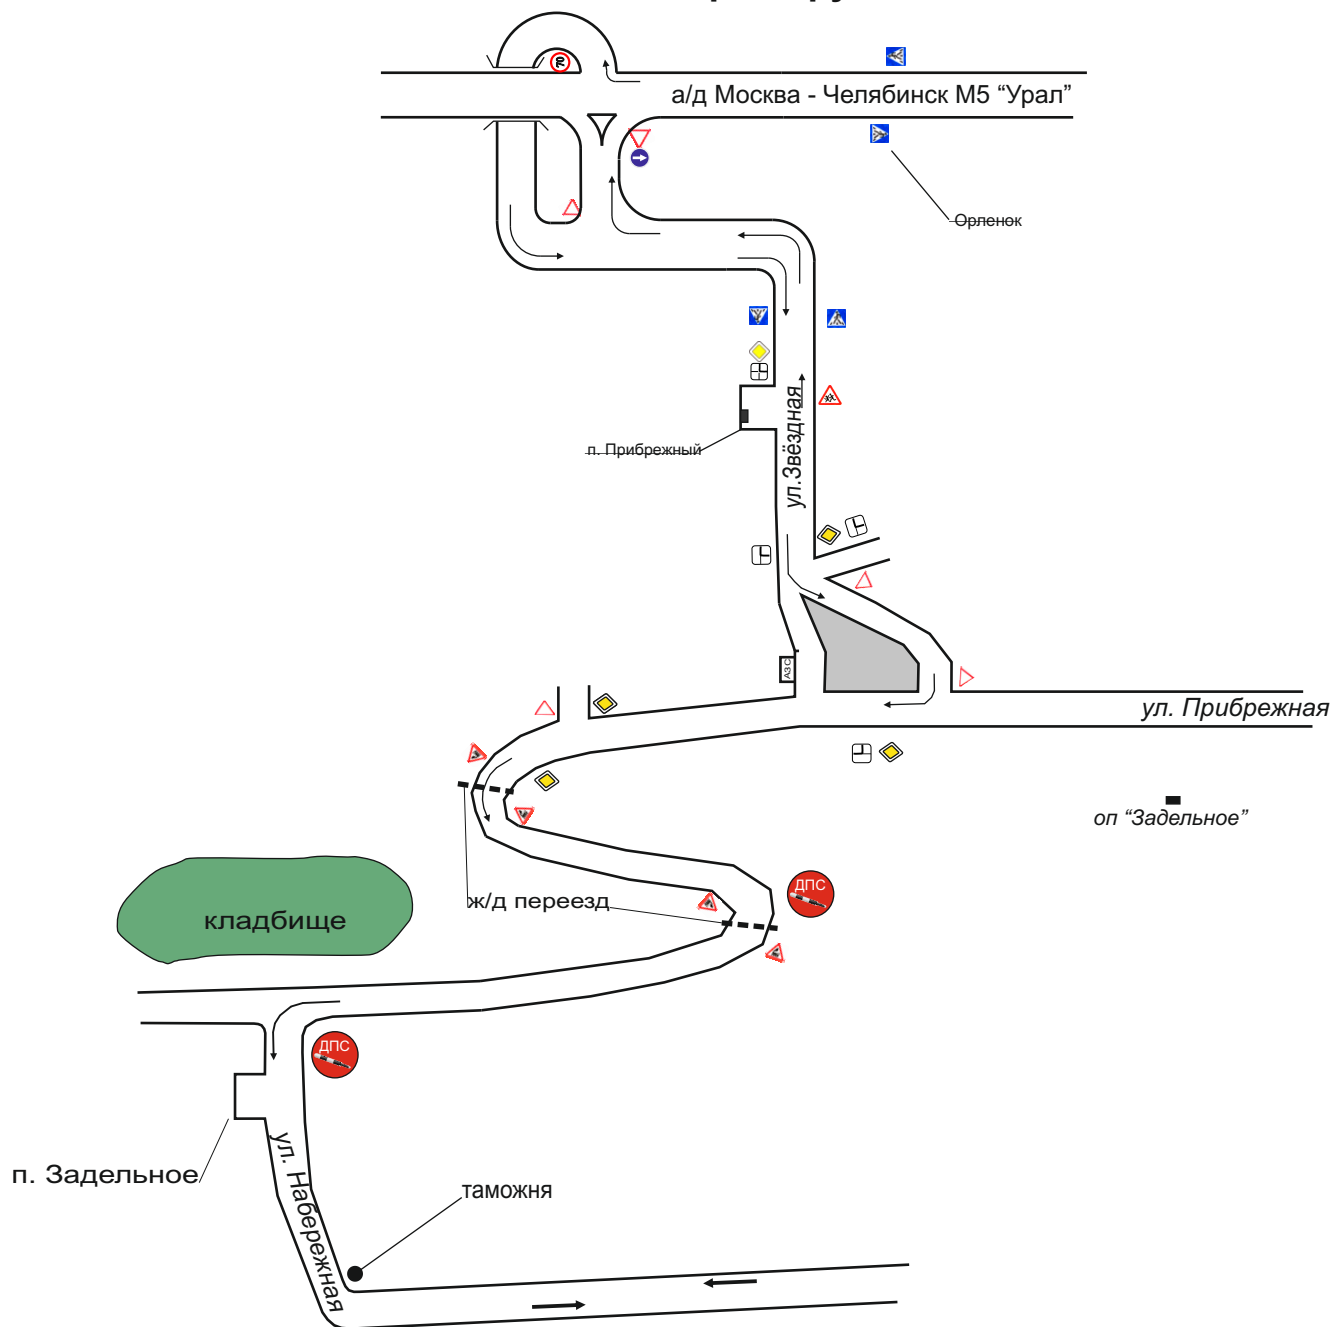 70
а/д Москва - Челябинск М5 “Урал”
Орленок
п. Прибрежный
ул.Звёздная
АЗС
ул. Прибрежная
оп “Задельное”
ДПС
ж/д переезд
кладбище
ДПС
п. Задельное
ул. Набережная
таможня